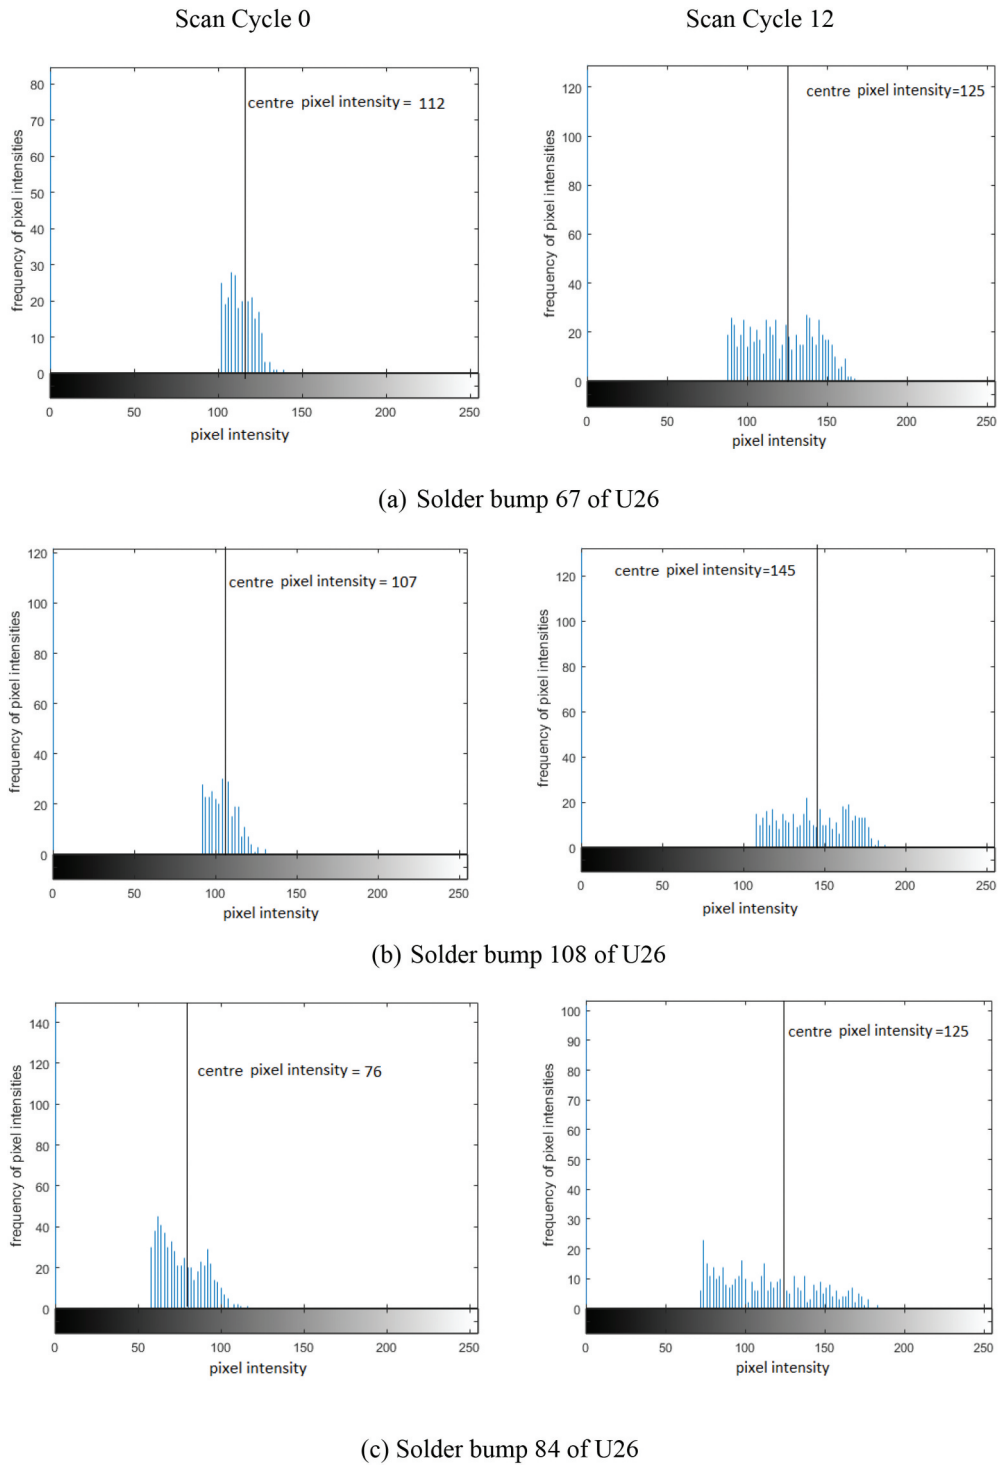 Scan Cycle 0
Scan Cycle 12
centre pixel intensity = 112
frequency of pixel intensities
80
70
60
50
40
30
20
10
0
0 50 100 150 200 250
pixel intensity
centre pixel intensity=125
frequency of pixel intensities
120
100
80
60
40
20
0
0 50 100 150 200 250
pixel intensity
(a) Solder bump 67 of U26
centre pixel intensity = 107
frequency of pixel intensities
120
100
80
60
40
20
0
0 50 100 150 200 250
pixel intensity
centre pixel intensity=145
frequency of pixel intensities
120
100
80
60
40
20
0
0 50 100 150 200 250
pixel intensity
(b) Solder bump 108 of U26
centre pixel intensity = 76
frequency of pixel intensities
140
120
100
80
60
40
20
0
0 50 100 150 200 250
pixel intensity
centre pixel intensity=125
frequency of pixel intensities
100
90
80
70
60
50
40
30
20
10
0
0 50 100 150 200 250
pixel intensity
(c) Solder bump 84 of U26